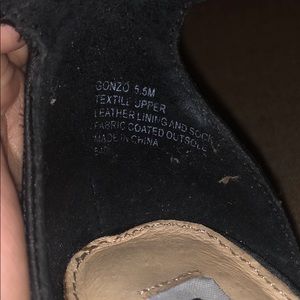 GONZO 5.5M
TEXTILE UPPER
LEATHER LINING AND SOCK
FABRIC COATED OUTSOLE
MADE IN CHINA